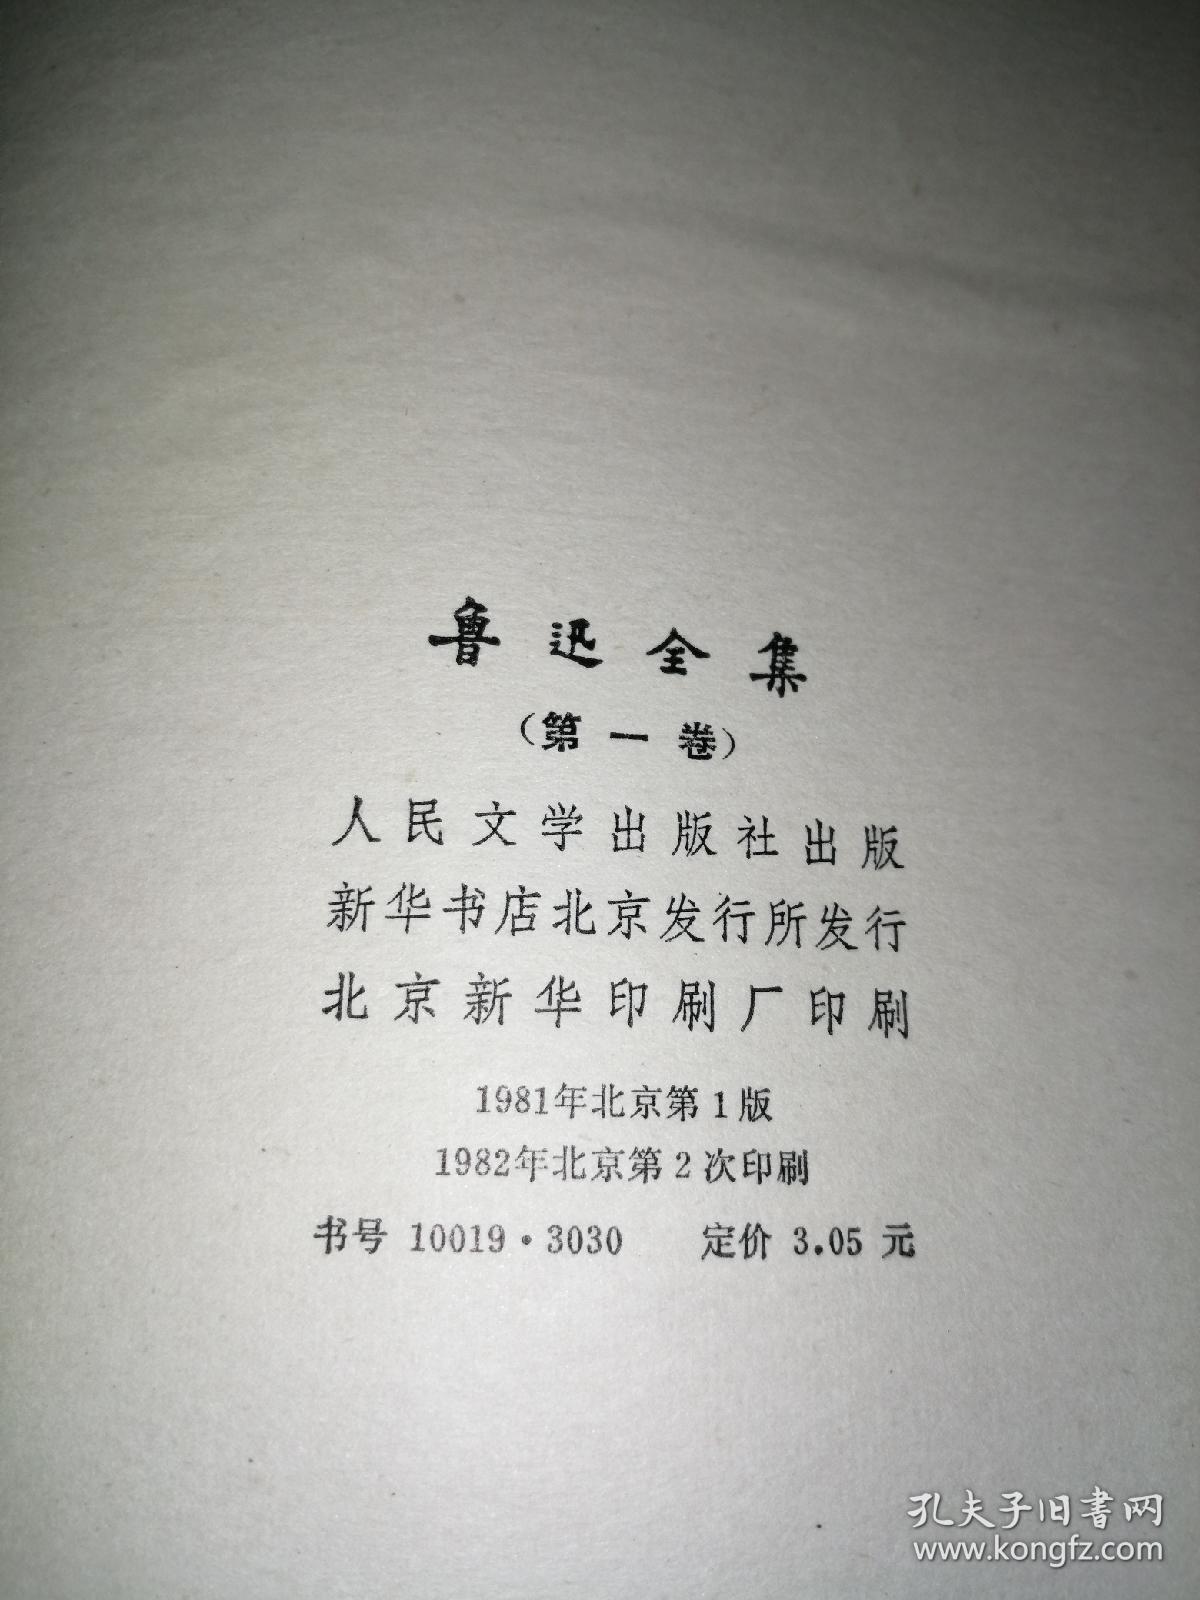 鲁迅全集
（第一卷）
人民文学出版社出版
新华书店北京发行所发行
北京新华印刷厂印刷
1981年北京第1版
1982年北京第2次印刷
书号 10019·3030 定价 3.05 元
孔夫子旧書网
www.kongfz.com